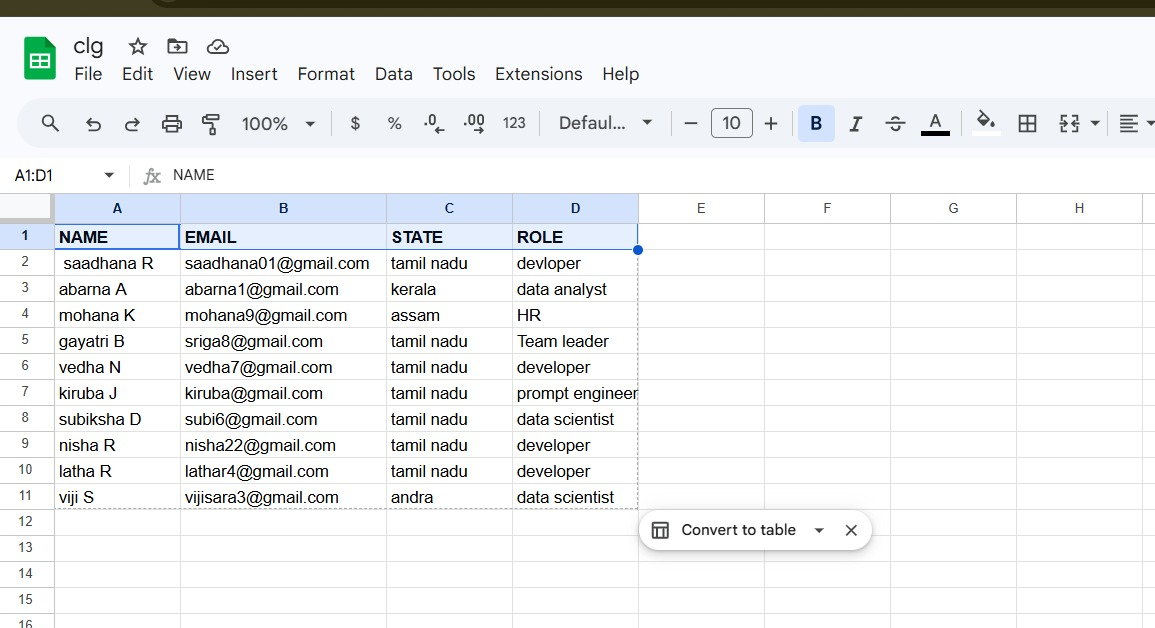 clg
File Edit View Insert Format Data Tools Extensions Help
100% $ % .0 .00 123 Defaul... 10 B I A
A1:D1 fx NAME
A B C D E F G H
1 NAME EMAIL STATE ROLE
2 saadhana R saadhana01@gmail.com tamil nadu devloper
3 abarna A abarna1@gmail.com kerala data analyst
4 mohana K mohana9@gmail.com assam HR
5 gayatri B sriga8@gmail.com tamil nadu Team leader
6 vedha N vedha7@gmail.com tamil nadu developer
7 kiruba J kiruba@gmail.com tamil nadu prompt engineer
8 subiksha D subi6@gmail.com tamil nadu data scientist
9 nisha R nisha22@gmail.com tamil nadu developer
10 latha R lathar4@gmail.com tamil nadu developer
11 viji S vijisara3@gmail.com andra data scientist
12
Convert to table
13
14
15
16